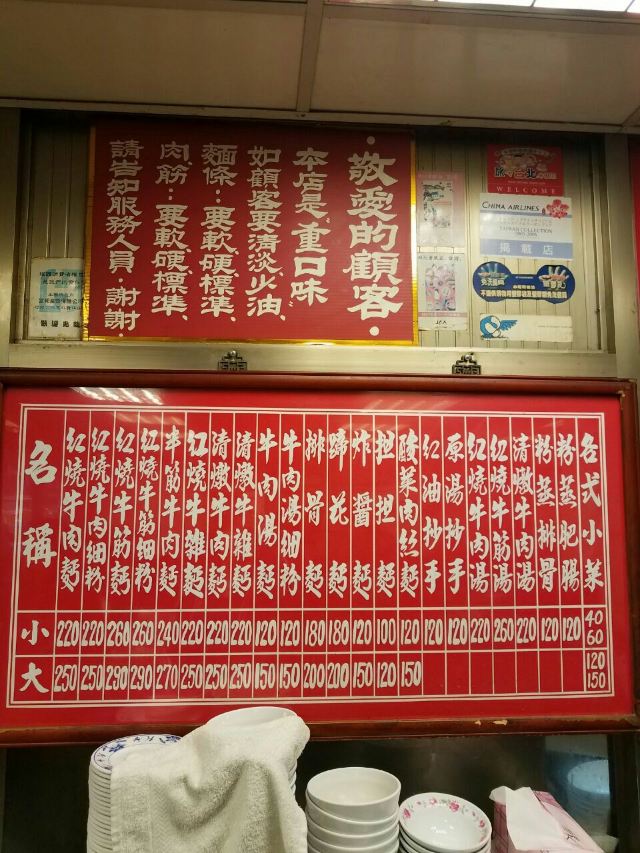 •敬愛的顧客•
本店是"重口味"
如顧客要清淡、少油、
麵條:要軟、硬、標準、
肉、筋:要軟、硬、標準、
請告知服務人員。謝謝。
WELCOME
CHINA AIRLINES
TAIWAN COLLECTION
掲載店
名稱 小 大
紅燒牛肉麵 220 250
紅燒牛肉細粉 220 250
紅燒牛筋麵 260 290
紅燒牛筋細粉 260 290
半筋牛肉麵 240 270
紅燒牛雜麵 220 250
清燉牛肉麵 220 250
清燉牛雜麵 220 250
牛肉湯麵 120 150
牛肉湯細粉 120 150
排骨麵 180 200
蹄花麵 180 200
炸醬麵 120 150
担担麵 100 120
酸菜肉絲麵 120 150
紅油抄手 120
原湯抄手 120
紅燒牛肉湯 220
紅燒牛筋湯 260
清燉牛肉湯 220
粉蒸排骨 120
粉蒸肥腸 120
各式小菜 40 60 120 150